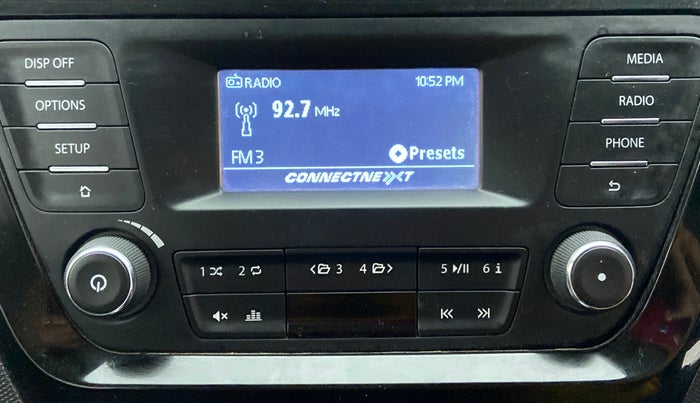 DISP OFF
OPTIONS
SETUP
RADIO 10:52 PM
92.7 MHz
FM 3 Presets
CONNECTNEXT
MEDIA
RADIO
PHONE
1 2
< 3 4 >
5 6 i